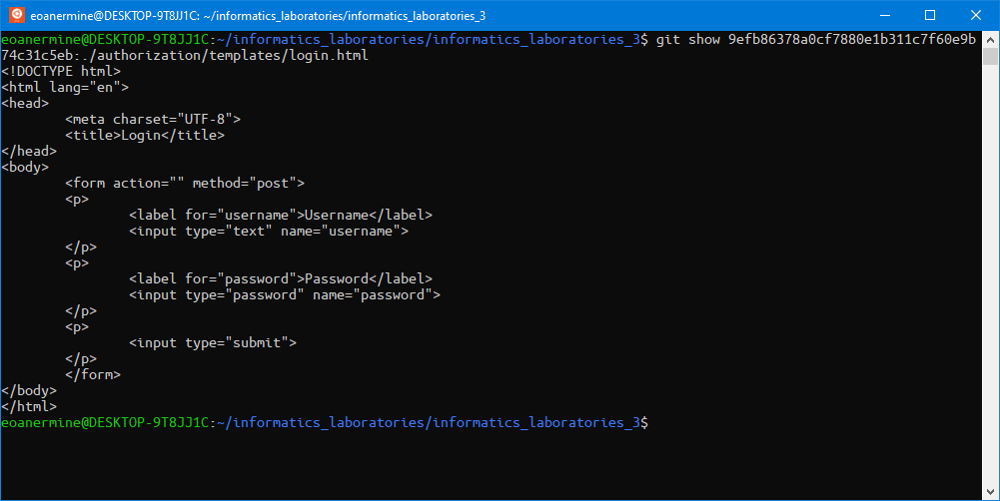 eoanermine@DESKTOP-9T8JJ1C: ~/informatics_laboratories/informatics_laboratories_3
eoanermine@DESKTOP-9T8JJ1C:~/informatics_laboratories/informatics_laboratories_3$ git show 9efb86378a0cf7880e1b311c7f60e9b
74c31c5eb:./authorization/templates/login.html
<!DOCTYPE html>
<html lang="en">
<head>
        <meta charset="UTF-8">
        <title>Login</title>
</head>
<body>
        <form action="" method="post">
        <p>
                <label for="username">Username</label>
                <input type="text" name="username">
        </p>
        <p>
                <label for="password">Password</label>
                <input type="password" name="password">
        </p>
        <p>
                <input type="submit">
        </p>
        </form>
</body>
</html>
eoanermine@DESKTOP-9T8JJ1C:~/informatics_laboratories/informatics_laboratories_3$